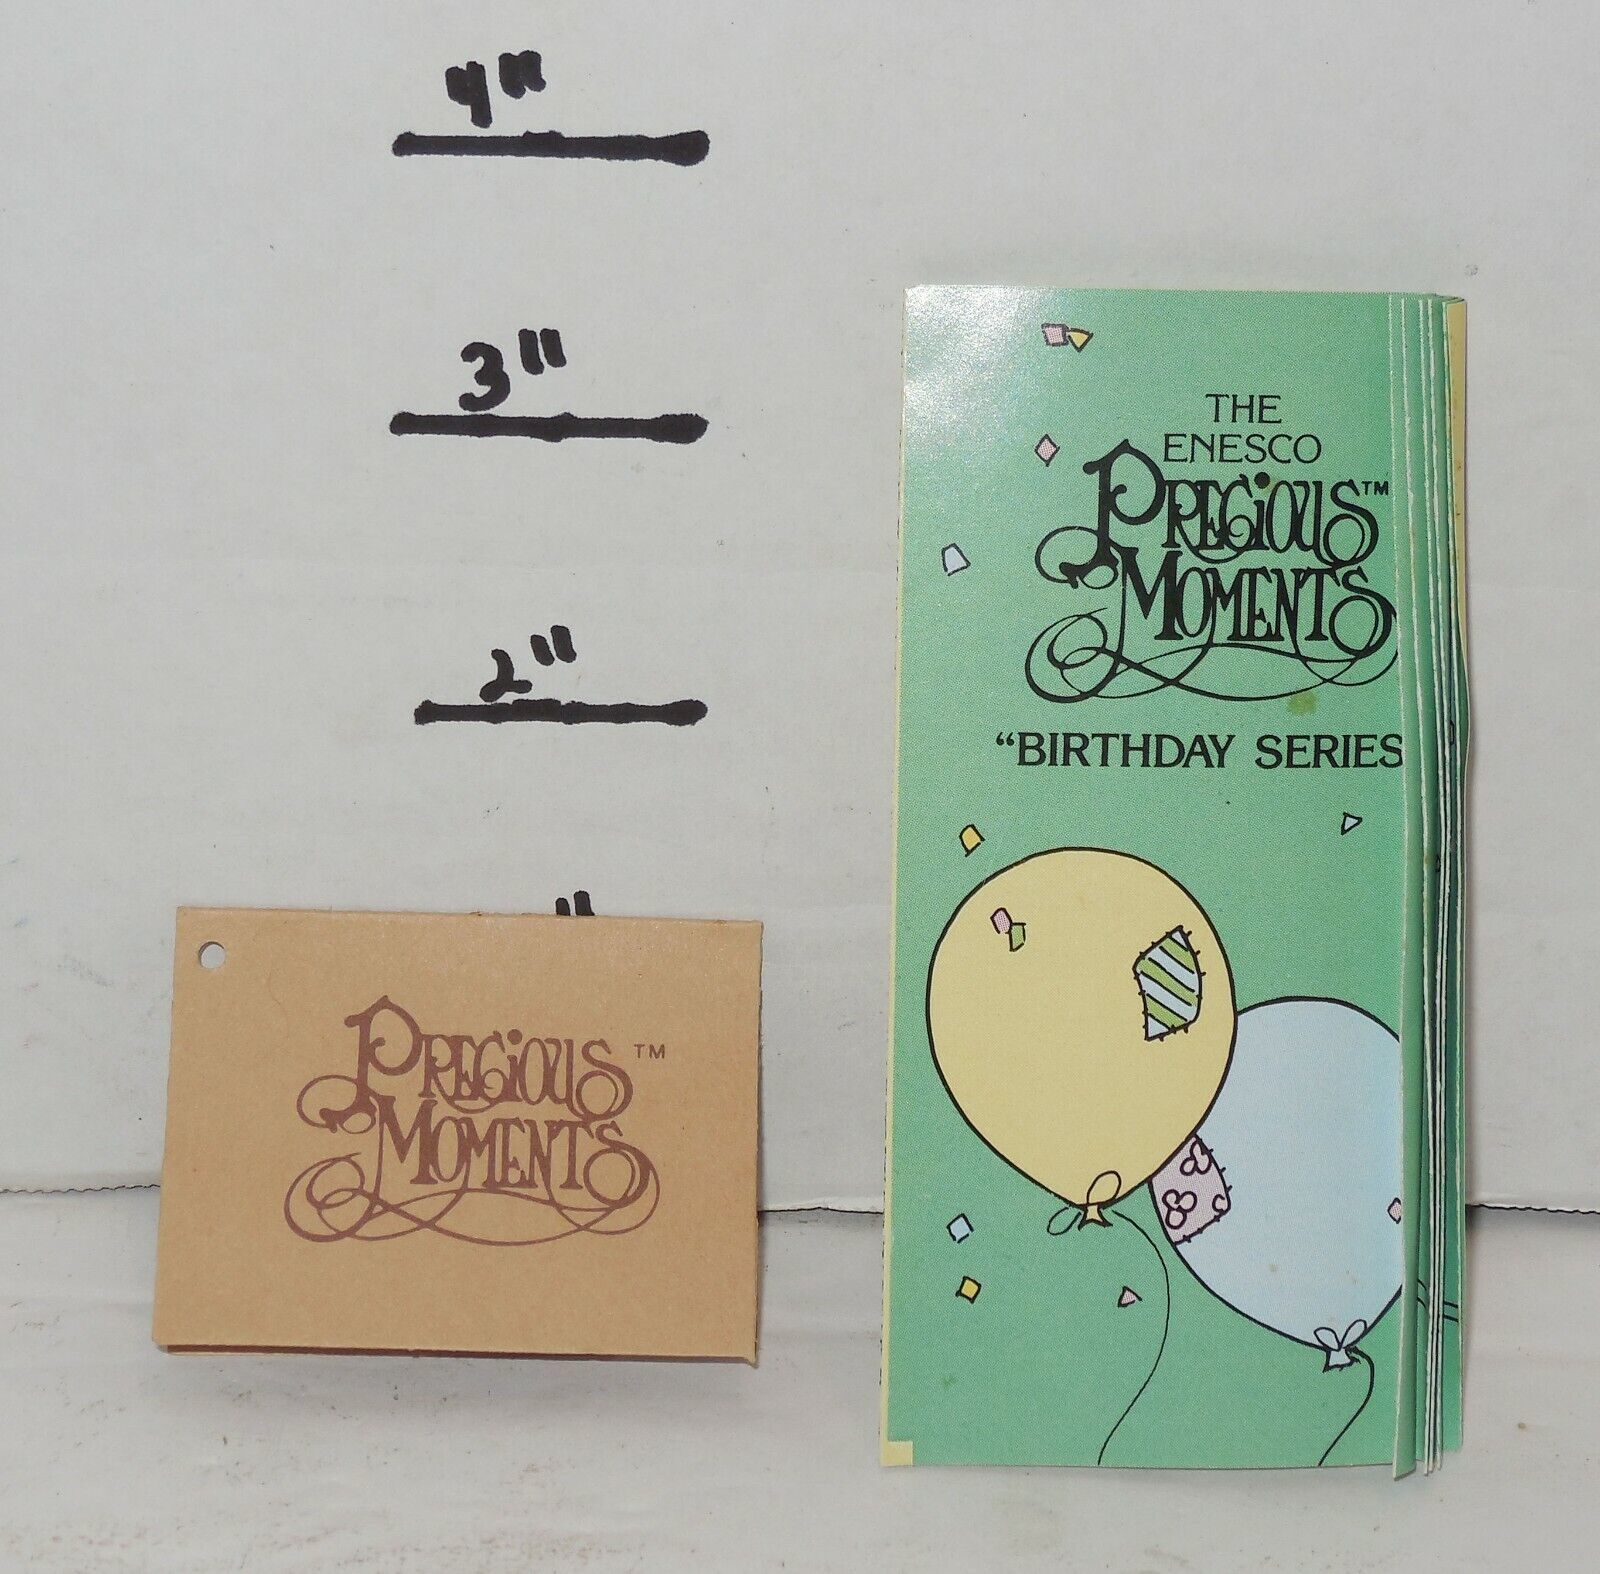 4"
3"
2"
"
THE
ENESCO
PRECIOUS™
MOMENTS
“BIRTHDAY SERIES
PRECIOUS™
MOMENTS